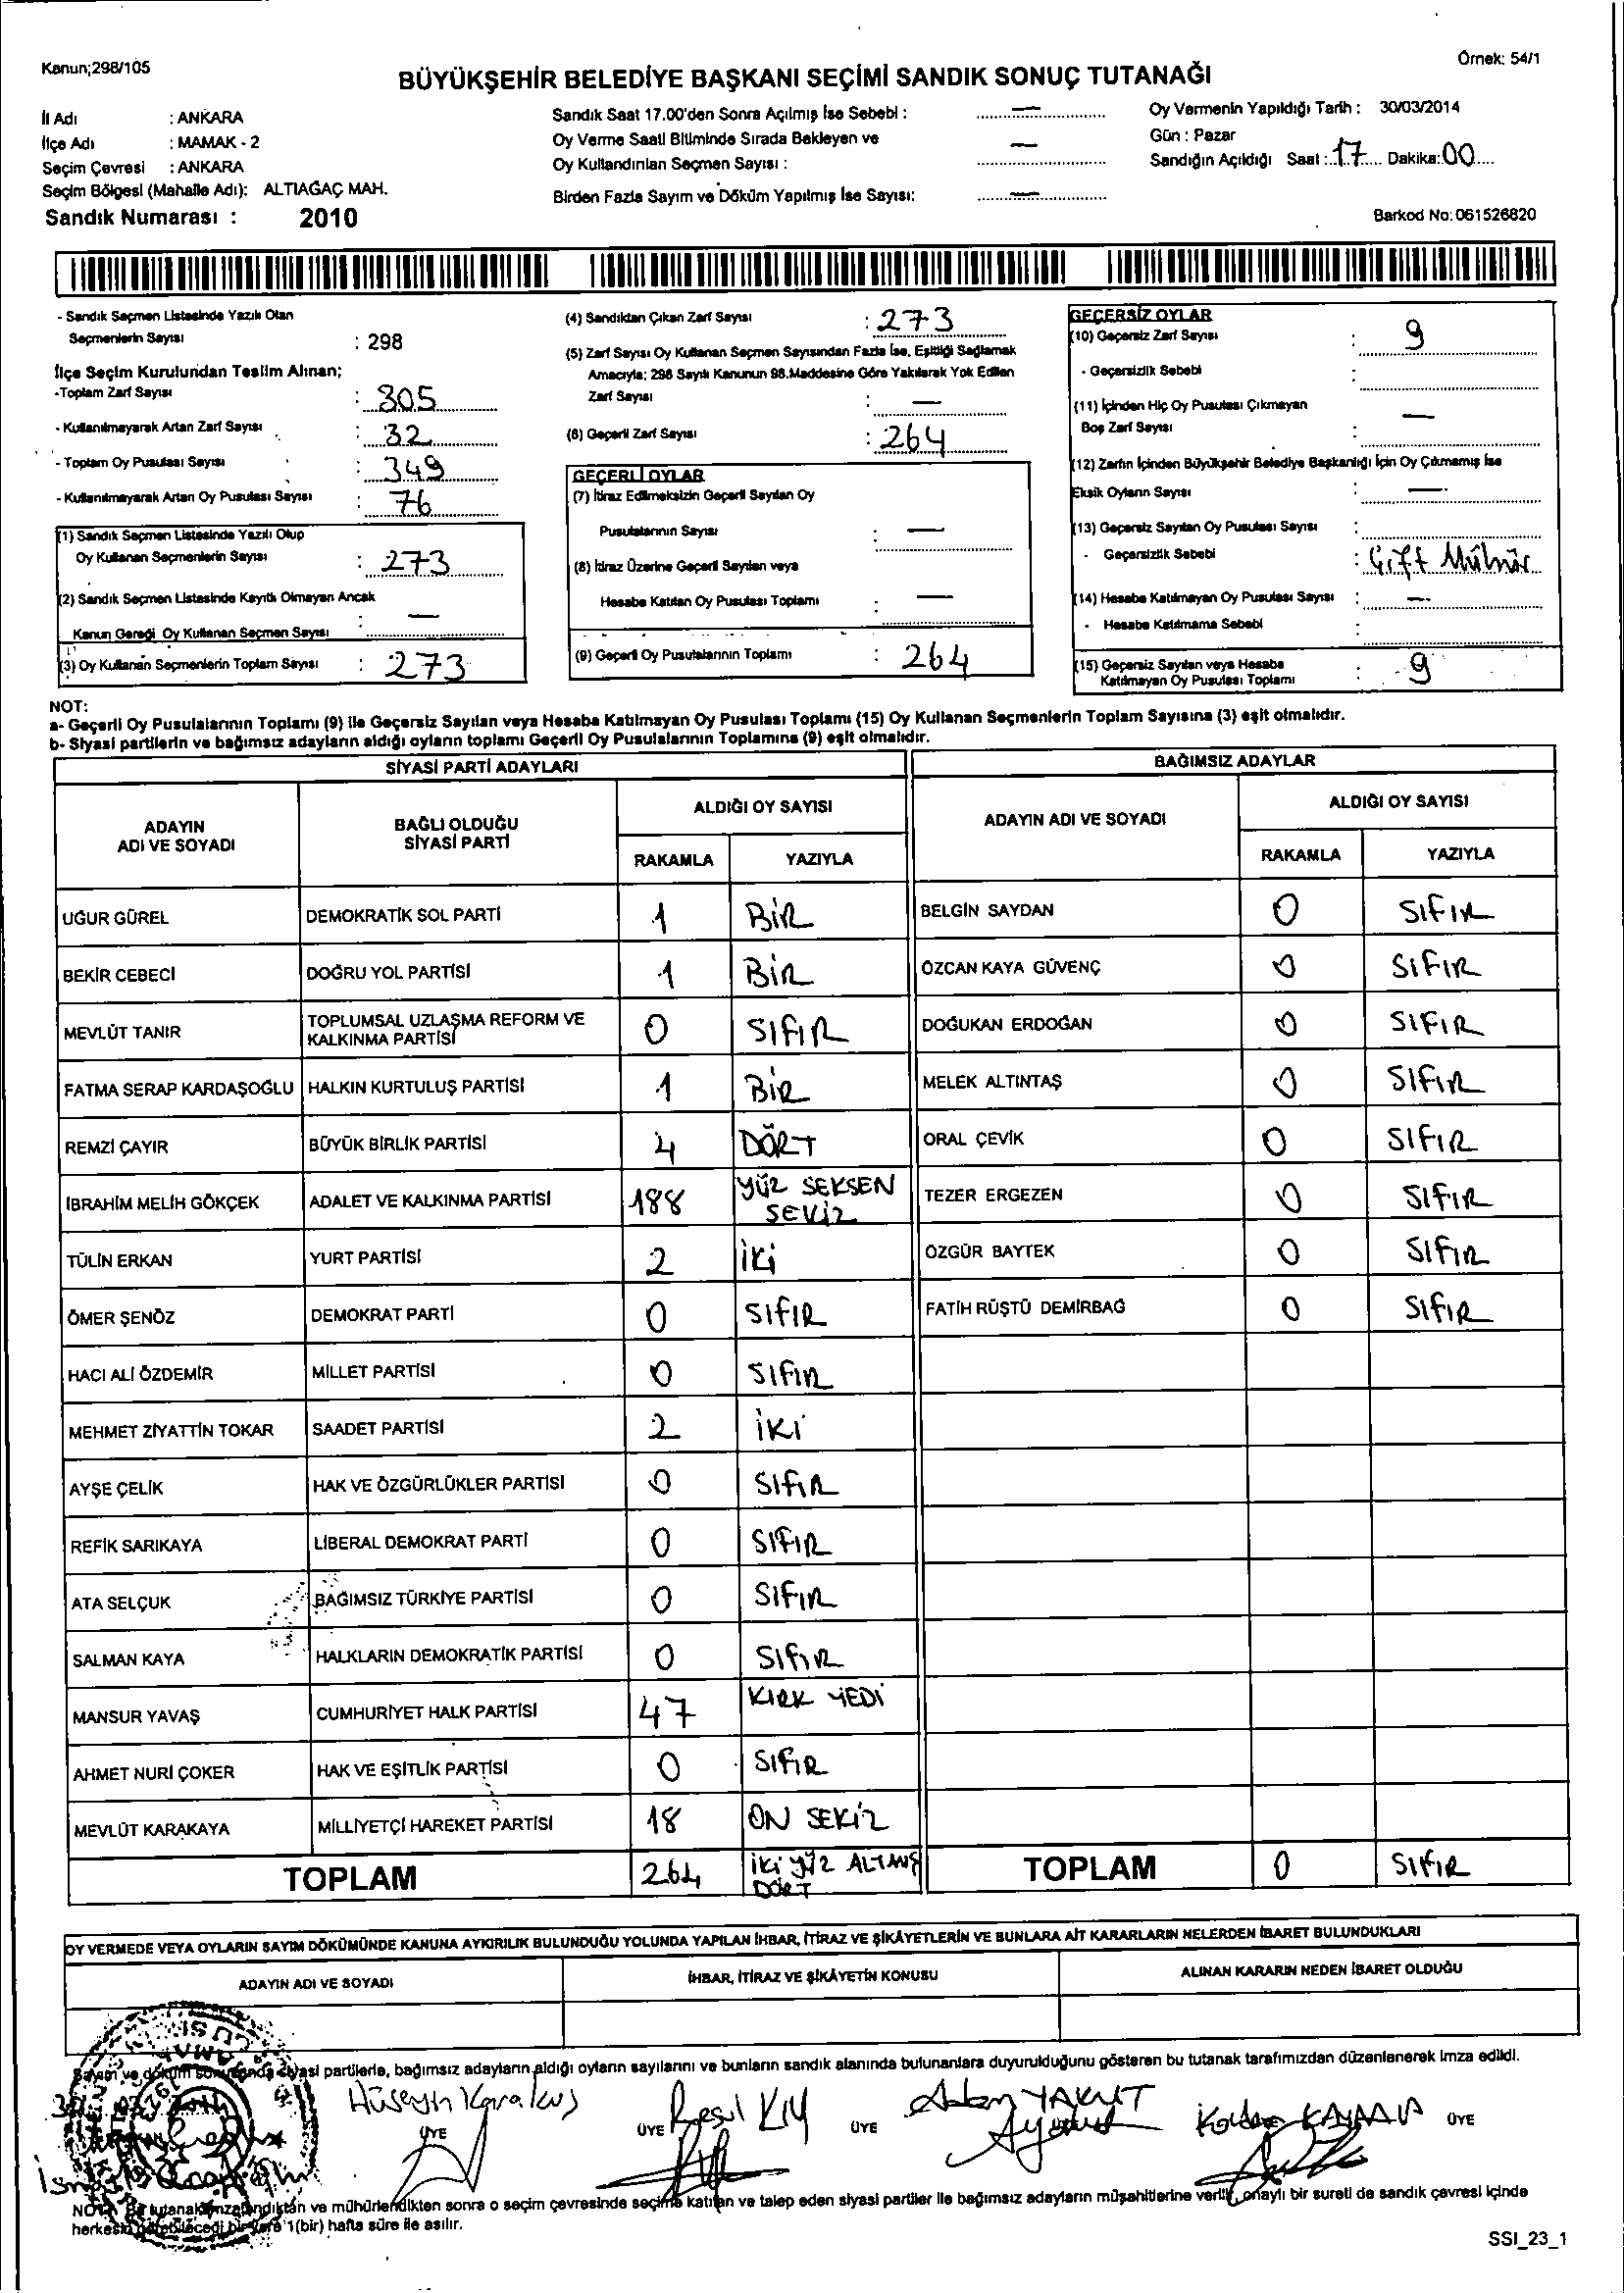 Kanun;298/105
Örnek: 54/1
BÜYÜKŞEHİR BELEDİYE BAŞKANI SEÇİMİ SANDIK SONUÇ TUTANAĞI
İl Adı : ANKARA
İlçe Adı : MAMAK - 2
Seçim Çevresi : ANKARA
Seçim Bölgesi (Mahalle Adı): ALTIAĞAÇ MAH.
Sandık Numarası : 2010
Sandık Saat 17.00'den Sonra Açılmış İse Sebebi : —
Oy Verme Saati Bitiminde Sırada Bekleyen ve
Oy Kullandırılan Seçmen Sayısı : —
Birden Fazla Sayım ve Döküm Yapılmış İse Sayısı: —
Oy Vermenin Yapıldığı Tarih : 30/03/2014
Gün : Pazar
Sandığın Açıldığı Saat : 17 Dakika: 00
Barkod No: 061526820
- Sandık Seçmen Listesinde Yazılı Olan
Seçmenlerin Sayısı : 298
İlçe Seçim Kurulundan Teslim Alınan;
-Toplam Zarf Sayısı : 305
- Kullanılmayarak Artan Zarf Sayısı : 32
- Toplam Oy Pusulası Sayısı : 349
- Kullanılmayarak Artan Oy Pusulası Sayısı : 76
(1) Sandık Seçmen Listesinde Yazılı Olup
Oy Kullanan Seçmenlerin Sayısı : 273
(2) Sandık Seçmen Listesinde Kayıtlı Olmayan Ancak
Kanun Gereği Oy Kullanan Seçmen Sayısı : —
(3) Oy Kullanan Seçmenlerin Toplam Sayısı : 273
(4) Sandıktan Çıkan Zarf Sayısı : 273
(5) Zarf Sayısı Oy Kullanan Seçmen Sayısından Fazla İse, Eşitliği Sağlamak
Amacıyla; 298 Sayılı Kanunun 98.Maddesine Göre Yakılarak Yok Edilen
Zarf Sayısı : —
(6) Geçerli Zarf Sayısı : 264
GEÇERLİ OYLAR
(7) İtiraz Edilmeksizin Geçerli Sayılan Oy
Pusulalarının Sayısı : —
(8) İtiraz Üzerine Geçerli Sayılan veya
Hesaba Katılan Oy Pusulası Toplamı : —
(9) Geçerli Oy Pusulalarının Toplamı : 264
GEÇERSİZ OYLAR
(10) Geçersiz Zarf Sayısı : 9
- Geçersizlik Sebebi :
(11) İçinden Hiç Oy Pusulası Çıkmayan
Boş Zarf Sayısı : —
(12) Zarfın İçinden Büyükşehir Belediye Başkanlığı İçin Oy Çıkmamış İse
Eksik Oyların Sayısı : —
(13) Geçersiz Sayılan Oy Pusulası Sayısı :
- Geçersizlik Sebebi : Çift Mühür
(14) Hesaba Katılmayan Oy Pusulası Sayısı : —
- Hesaba Katılmama Sebebi :
(15) Geçersiz Sayılan veya Hesaba
Katılmayan Oy Pusulası Toplamı : 9
NOT:
a- Geçerli Oy Pusulalarının Toplamı (9) ile Geçersiz Sayılan veya Hesaba Katılmayan Oy Pusulası Toplamı (15) Oy Kullanan Seçmenlerin Toplam Sayısına (3) eşit olmalıdır.
b- Siyasi partilerin ve bağımsız adayların aldığı oyların toplamı Geçerli Oy Pusulalarının Toplamına (9) eşit olmalıdır.
SİYASİ PARTİ ADAYLARI
ADAYIN
ADI VE SOYADI
BAĞLI OLDUĞU
SİYASİ PARTİ
ALDIĞI OY SAYISI
RAKAMLA YAZIYLA
UĞUR GÜREL DEMOKRATİK SOL PARTİ 1 BİR
BEKİR CEBECİ DOĞRU YOL PARTİSİ 1 BİR
MEVLÜT TANIR TOPLUMSAL UZLAŞMA REFORM VE
KALKINMA PARTİSİ 0 SIFIR
FATMA SERAP KARDAŞOĞLU HALKIN KURTULUŞ PARTİSİ 1 BİR
REMZİ ÇAYIR BÜYÜK BİRLİK PARTİSİ 4 DÖRT
İBRAHİM MELİH GÖKÇEK ADALET VE KALKINMA PARTİSİ 188 YÜZ SEKSEN
SEKİZ
TÜLİN ERKAN YURT PARTİSİ 2 İKİ
ÖMER ŞENÖZ DEMOKRAT PARTİ 0 SIFIR
HACI ALİ ÖZDEMİR MİLLET PARTİSİ 0 SIFIR
MEHMET ZİYATTİN TOKAR SAADET PARTİSİ 2 İKİ
AYŞE ÇELİK HAK VE ÖZGÜRLÜKLER PARTİSİ 0 SIFIR
REFİK SARIKAYA LİBERAL DEMOKRAT PARTİ 0 SIFIR
ATA SELÇUK BAĞIMSIZ TÜRKİYE PARTİSİ 0 SIFIR
SALMAN KAYA HALKLARIN DEMOKRATİK PARTİSİ 0 SIFIR
MANSUR YAVAŞ CUMHURİYET HALK PARTİSİ 47 KIRK YEDİ
AHMET NURİ ÇOKER HAK VE EŞİTLİK PARTİSİ 0 SIFIR
MEVLÜT KARAKAYA MİLLİYETÇİ HAREKET PARTİSİ 18 ON SEKİZ
TOPLAM 264 İKİ YÜZ ALTMIŞ
DÖRT
BAĞIMSIZ ADAYLAR
ADAYIN ADI VE SOYADI
ALDIĞI OY SAYISI
RAKAMLA YAZIYLA
BELGİN SAYDAN 0 SIFIR
ÖZCAN KAYA GÜVENÇ 0 SIFIR
DOĞUKAN ERDOĞAN 0 SIFIR
MELEK ALTINTAŞ 0 SIFIR
ORAL ÇEVİK 0 SIFIR
TEZER ERGEZEN 0 SIFIR
ÖZGÜR BAYTEK 0 SIFIR
FATİH RÜŞTÜ DEMİRBAĞ 0 SIFIR
TOPLAM 0 SIFIR
OY VERMEDE VEYA OYLARIN SAYIM DÖKÜMÜNDE KANUNA AYKIRILIK BULUNDUĞU YOLUNDA YAPILAN İHBAR, İTİRAZ VE ŞİKÂYETLERİN VE BUNLARA AİT KARARLARIN NELERDEN İBARET BULUNDUKLARI
ADAYIN ADI VE SOYADI
İHBAR, İTİRAZ VE ŞİKÂYETİN KONUSU
ALINAN KARARIN NEDEN İBARET OLDUĞU
Sayım ve döküm sonucunda siyasi partilerle, bağımsız adayların aldığı oyların sayılarını ve bunların sandık alanında bulunanlara duyurulduğunu gösteren bu tutanak tarafımızdan düzenlenerek imza edildi.
Hüseyin Karakuş
ÜYE
ÜYE Resul
ÜYE
YAKUT
ÜYE
NOT: Bir tutanak imzalandıktan ve mühürlendikten sonra o seçim çevresinde seçime katılan ve talep eden siyasi partiler ile bağımsız adayların müşahitlerine verilir, onaylı bir sureti de sandık çevresi içinde
herkesin görebileceği bir yere 1(bir) hafta süre ile asılır.
SSI_23_1